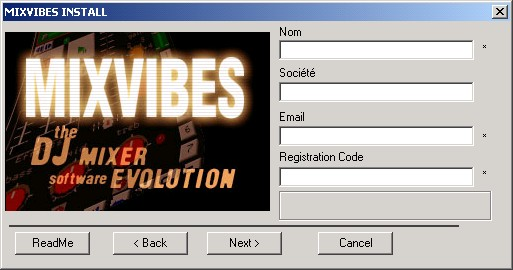 MIXVIBES INSTALL
MIXVIBES
the
DJ MIXER
software EVOLUTION
Nom
*
Société
Email
*
Registration Code
*
ReadMe
< Back
Next >
Cancel